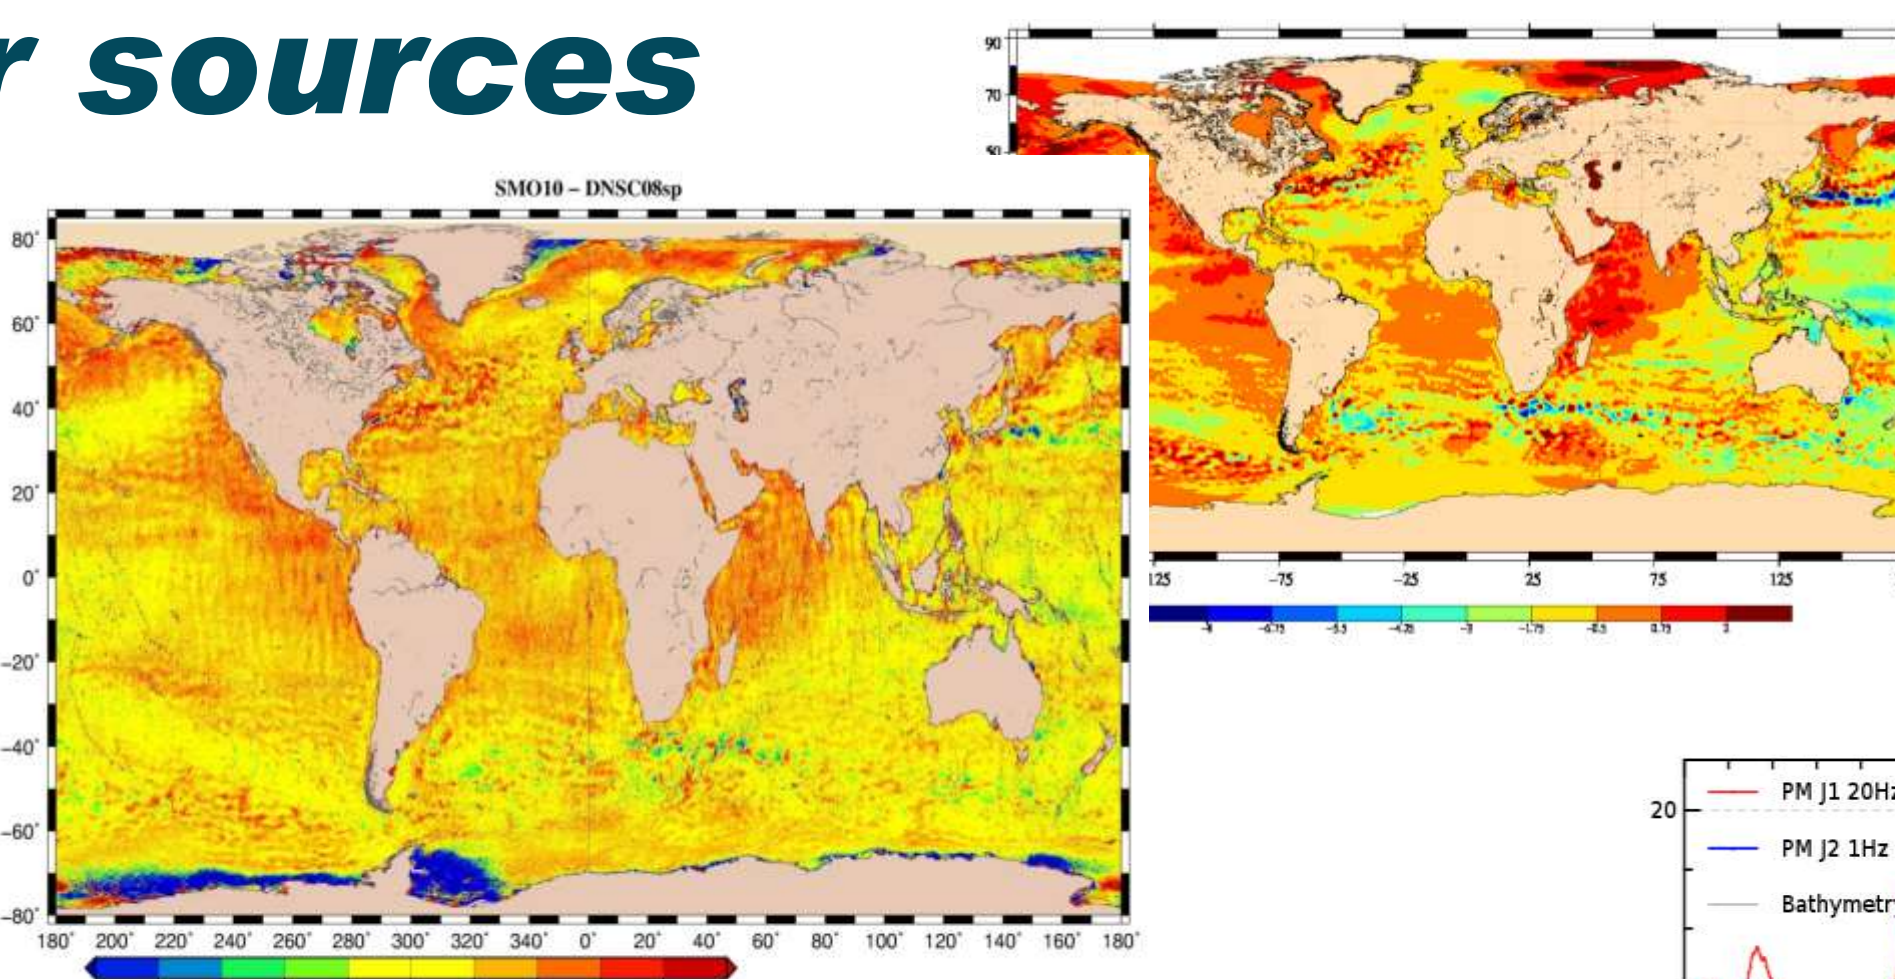 r sources
SMO10 – DNSC08sp
80°
60°
40°
20°
0°
−20°
−40°
−60°
−80°
180° 200° 220° 240° 260° 280° 300° 320° 340° 0° 20° 40° 60° 80° 100° 120° 140° 160° 180°
90
70
50
125 −75 −25 25 75 125
20
PM J1 20Hz
PM J2 1Hz
Bathymetry